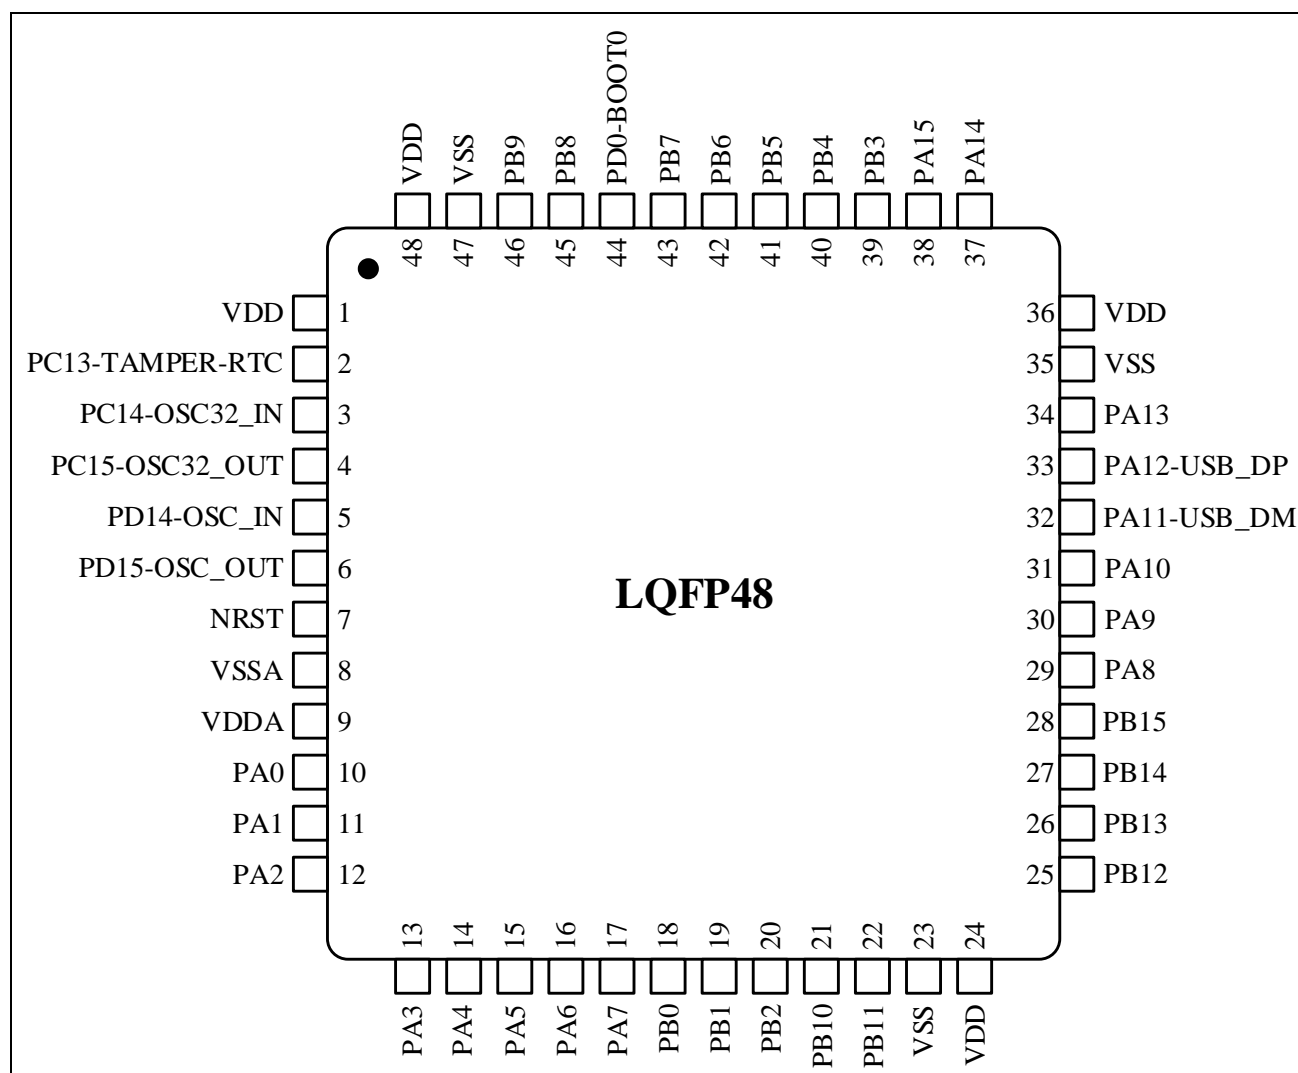 VDD
VSS
PB9
PB8
PD0-BOOT0
PB7
PB6
PB5
PB4
PB3
PA15
PA14
48
47
46
45
44
43
42
41
40
39
38
37
VDD 1
PC13-TAMPER-RTC 2
PC14-OSC32_IN 3
PC15-OSC32_OUT 4
PD14-OSC_IN 5
PD15-OSC_OUT 6
NRST 7
VSSA 8
VDDA 9
PA0 10
PA1 11
PA2 12
LQFP48
36 VDD
35 VSS
34 PA13
33 PA12-USB_DP
32 PA11-USB_DM
31 PA10
30 PA9
29 PA8
28 PB15
27 PB14
26 PB13
25 PB12
13
14
15
16
17
18
19
20
21
22
23
24
PA3
PA4
PA5
PA6
PA7
PB0
PB1
PB2
PB10
PB11
VSS
VDD